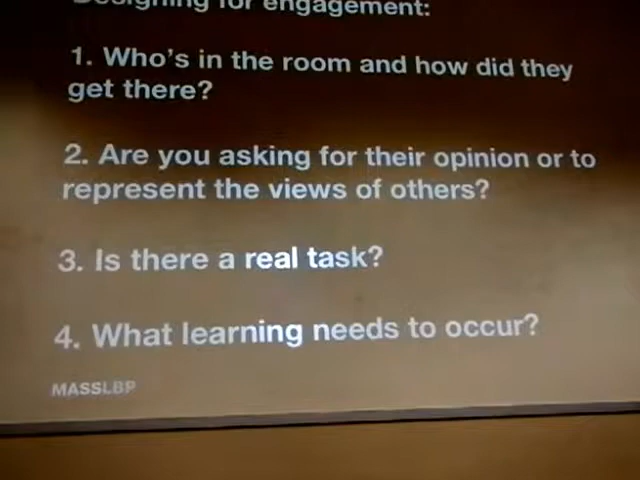 Designing for engagement:
1. Who's in the room and how did they
get there?
2. Are you asking for their opinion or to
represent the views of others?
3. Is there a real task?
4. What learning needs to occur?
MASSLBP